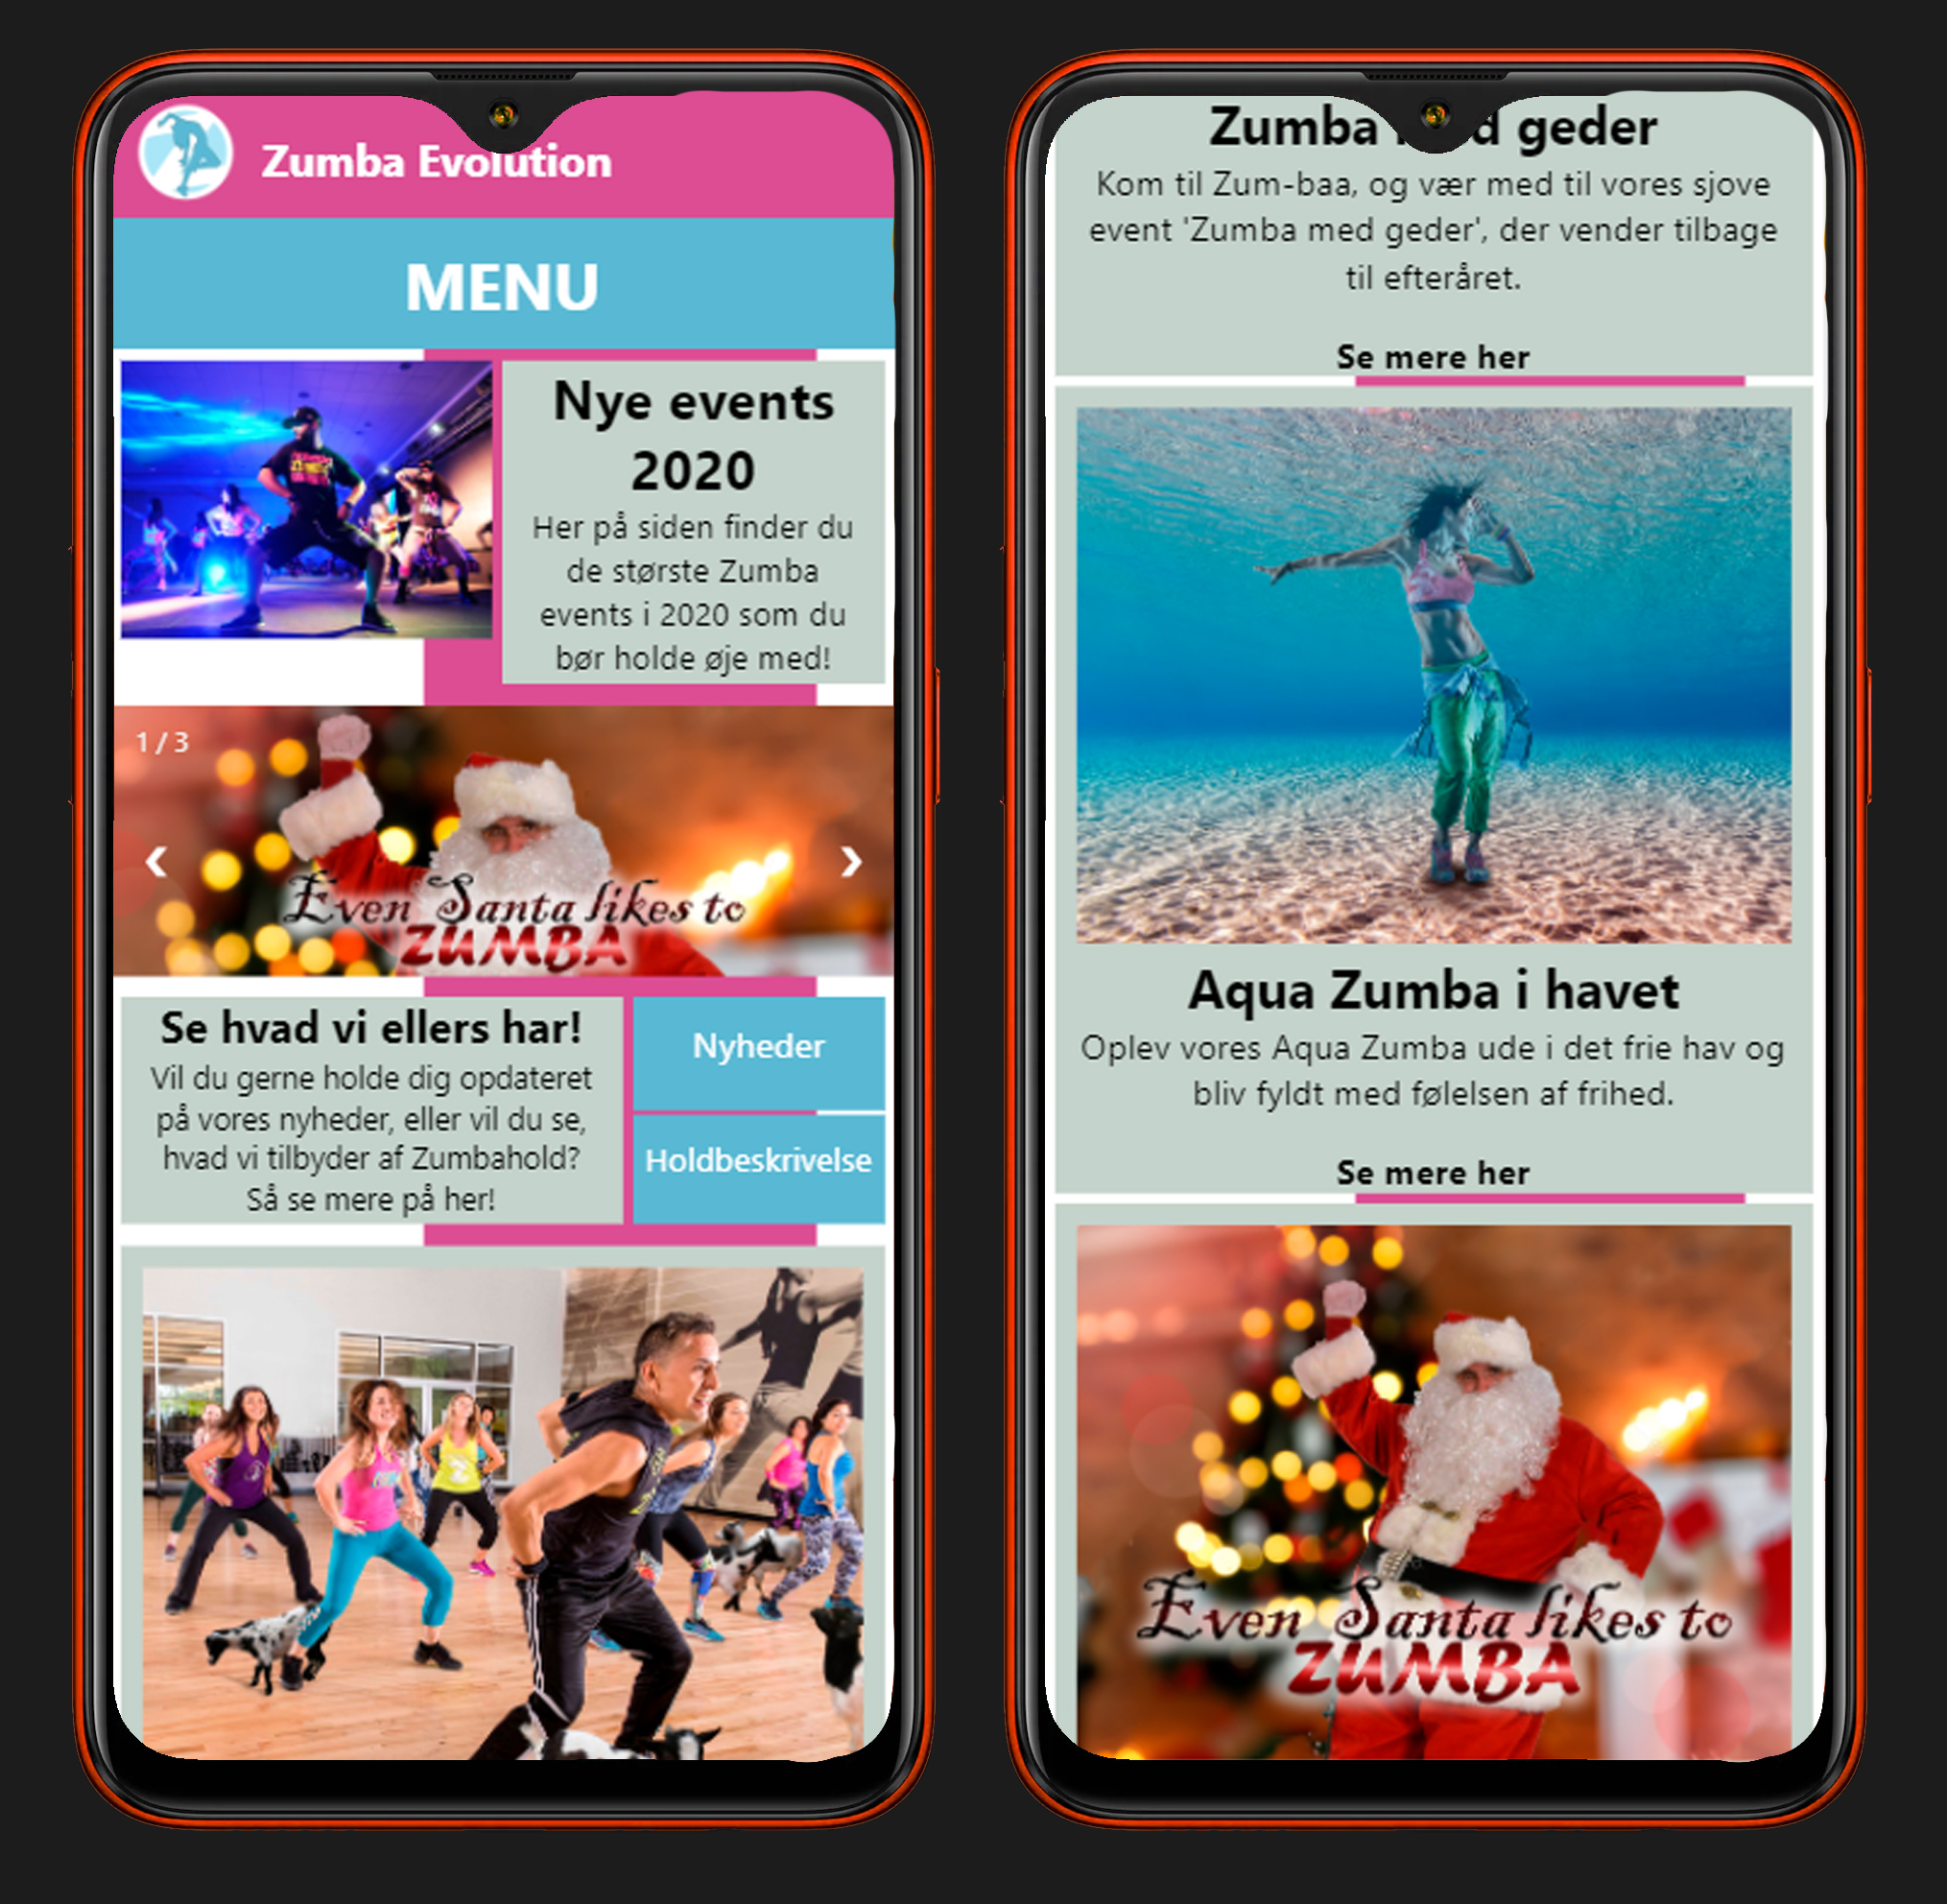 Zumba Evolution
MENU
Nye events
2020
Her på siden finder du
de største Zumba
events i 2020 som du
bør holde øje med!
1 / 3
Even Santa likes to
ZUMBA
Se hvad vi ellers har!
Vil du gerne holde dig opdateret
på vores nyheder, eller vil du se,
hvad vi tilbyder af Zumbahold?
Så se mere på her!
Nyheder
Holdbeskrivelse
Zumba geder
Kom til Zum-baa, og vær med til vores sjove
event 'Zumba med geder', der vender tilbage
til efteråret.
Se mere her
Aqua Zumba i havet
Oplev vores Aqua Zumba ude i det frie hav og
bliv fyldt med følelsen af frihed.
Se mere her
Even Santa likes to
ZUMBA